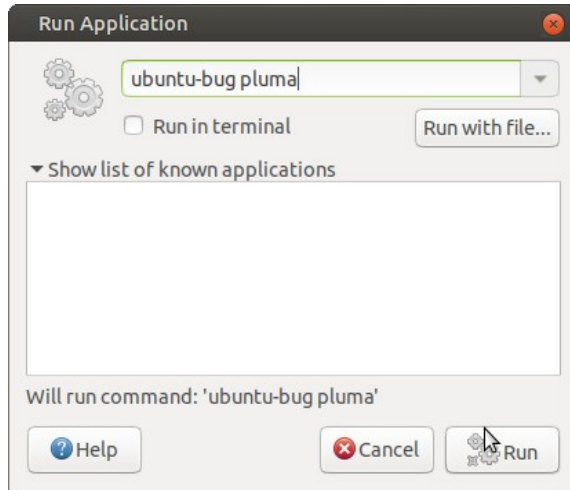 Run Application
ubuntu-bug pluma
Run in terminal
Run with file...
Show list of known applications
Will run command: 'ubuntu-bug pluma'
Help
Cancel
Run